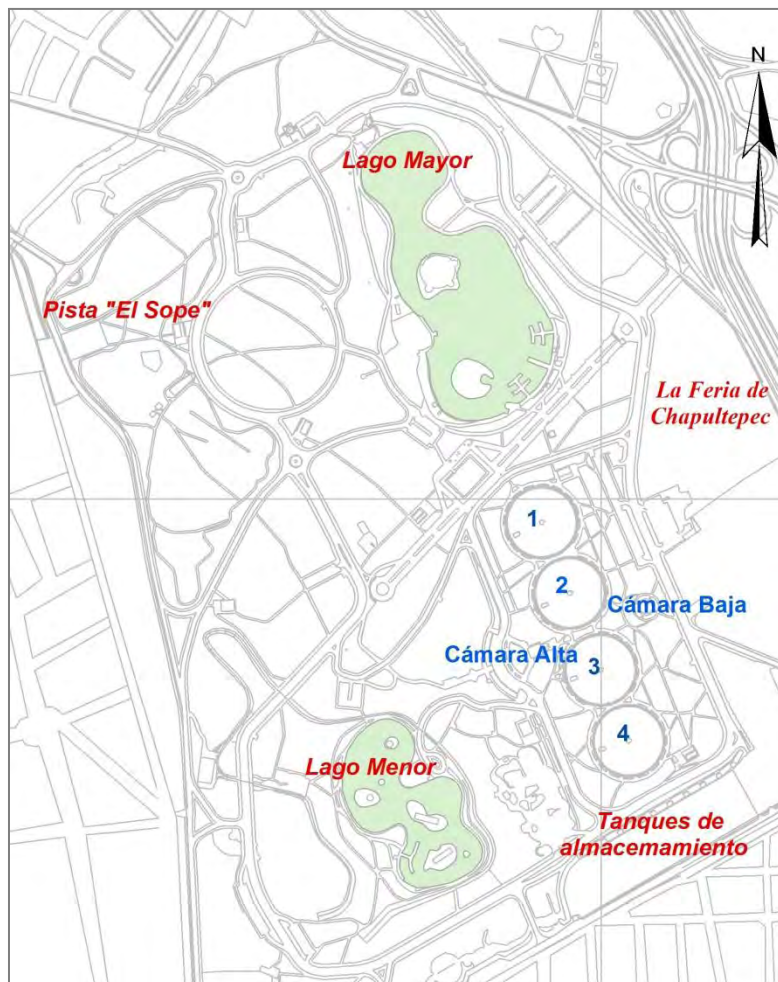 N
Lago Mayor
Pista "El Sope"
La Feria de
Chapultepec
1
2
Cámara Baja
Cámara Alta
3
4
Lago Menor
Tanques de
almacemamiento